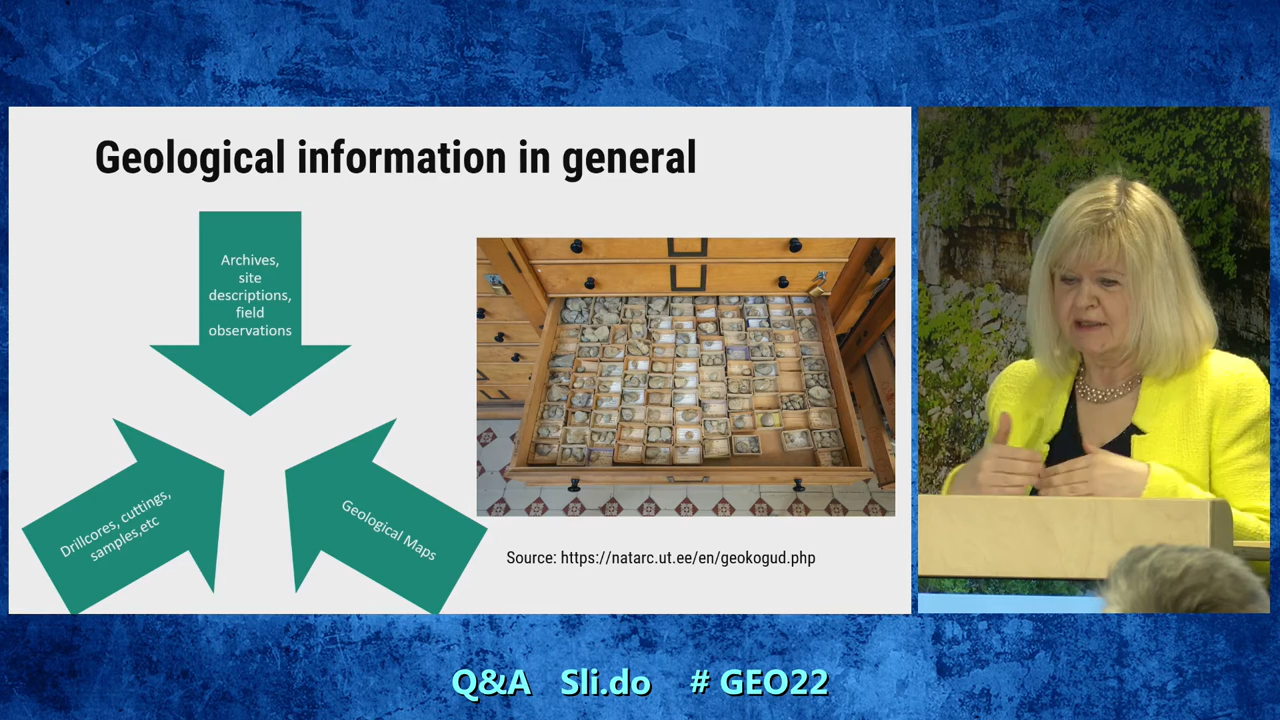 Geological information in general
Archives,
site
descriptions,
field
observations
Drillcores, cuttings,
samples,etc
Geological Maps
Source: https://natarc.ut.ee/en/geokogud.php
Q&A Sli.do # GEO22